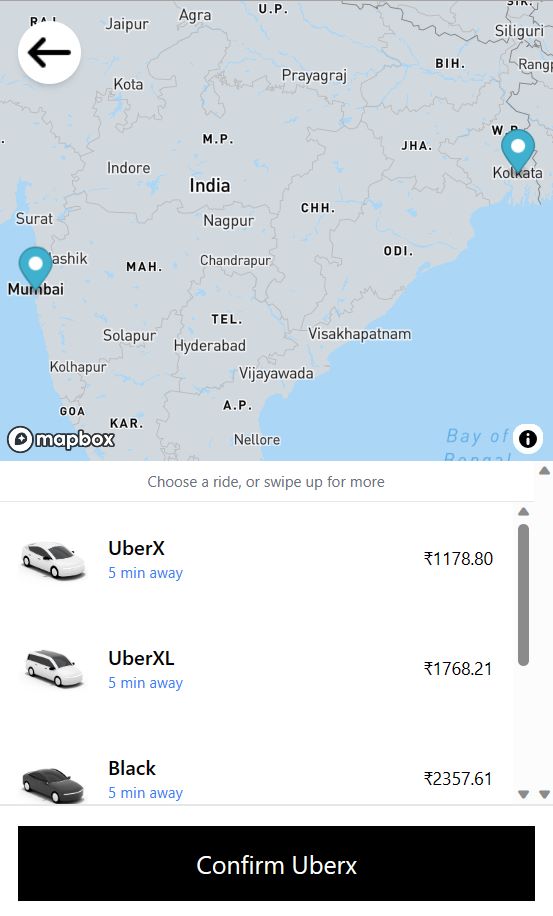 RAJ.
Jaipur
Agra
U.P.
SIK.
Siliguri
Kota
Prayagraj
BIH.
Rangp
M.P.
JHA.
W.B.
Indore
India
Kolkata
CHH.
Surat
Nagpur
ashik
MAH.
Chandrapur
ODI.
Mumbai
TEL.
Solapur
Hyderabad
Visakhapatnam
Kolhapur
Vijayawada
GOA
A.P.
KAR.
mapbox
Nellore
Bay of
Bengal
i
Choose a ride, or swipe up for more
UberX
5 min away
₹1178.80
UberXL
5 min away
₹1768.21
Black
5 min away
₹2357.61
Confirm Uberx